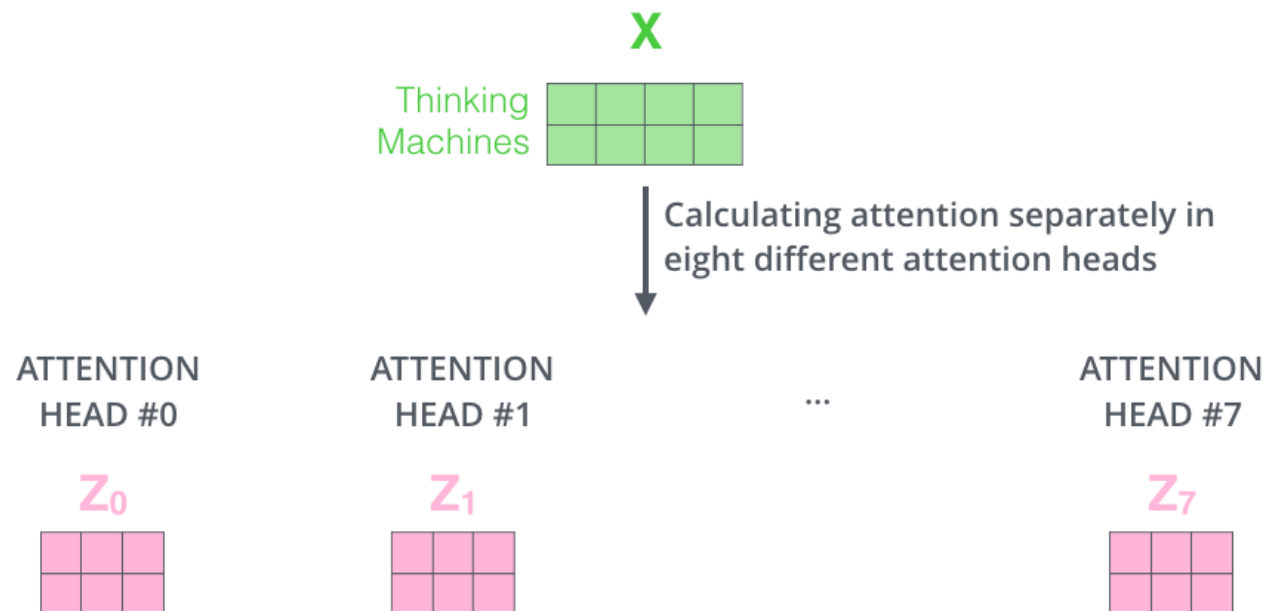 X
Thinking
Machines
Calculating attention separately in
eight different attention heads
ATTENTION
HEAD #0
ATTENTION
HEAD #1
...
ATTENTION
HEAD #7
Z0
Z1
Z7